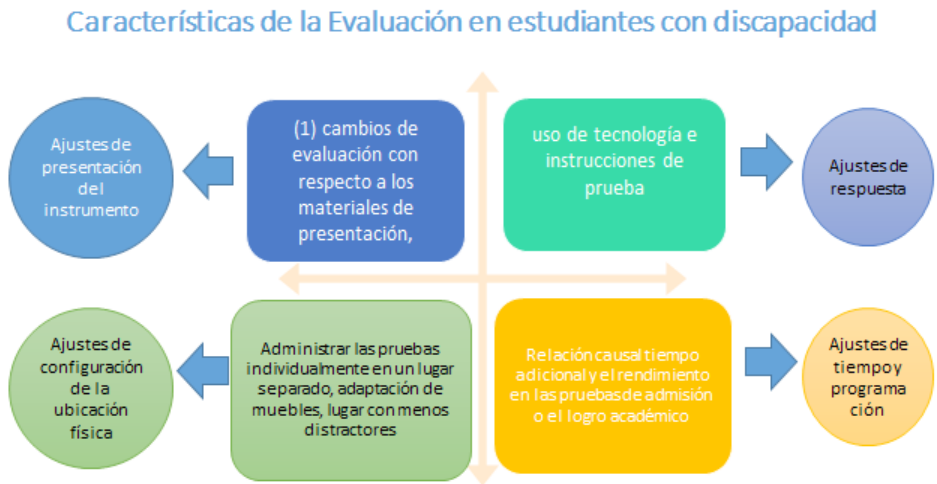 Características de la Evaluación en estudiantes con discapacidad
Ajustes de
presentación
del
instrumento
(1) cambios de
evaluación con
respecto a los
materiales de
presentación,
uso de tecnología e
instrucciones de
prueba
Ajustes de
respuesta
Ajustes de
configuración
de la
ubicación
física
Administrar las pruebas
individualmente en un lugar
separado, adaptación de
muebles, lugar con menos
distractores
Relación causal tiempo
adicional y el rendimiento
en las pruebas de admisión
o el logro académico
Ajustes de
tiempo y
programa
ción